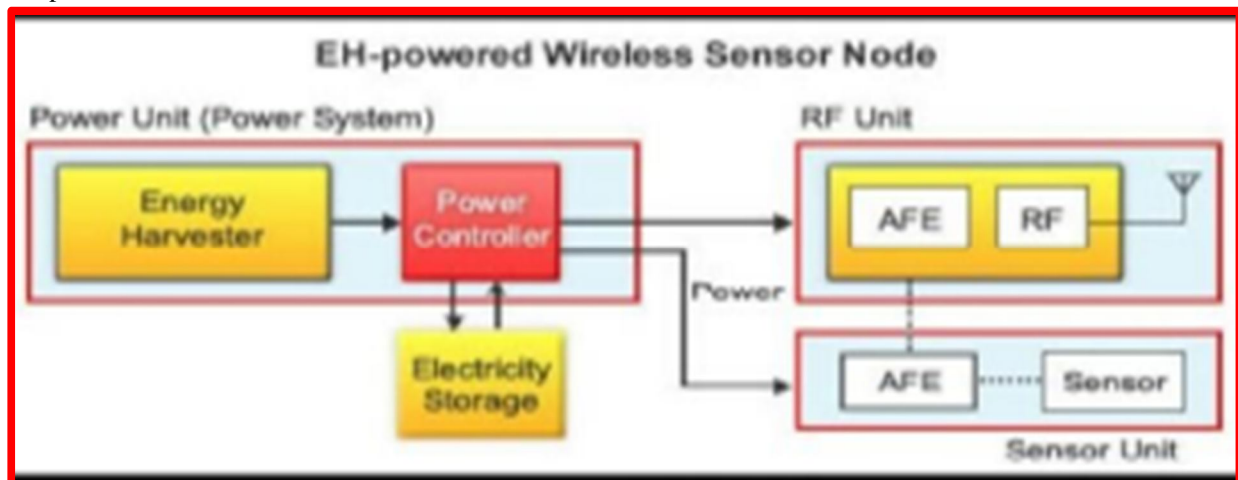 EH-powered Wireless Sensor Node
Power Unit (Power System)
RF Unit
Energy
Harvester
Power
Controller
AFE
RF
Power
Electricity
Storage
AFE
Sensor
Sensor Unit